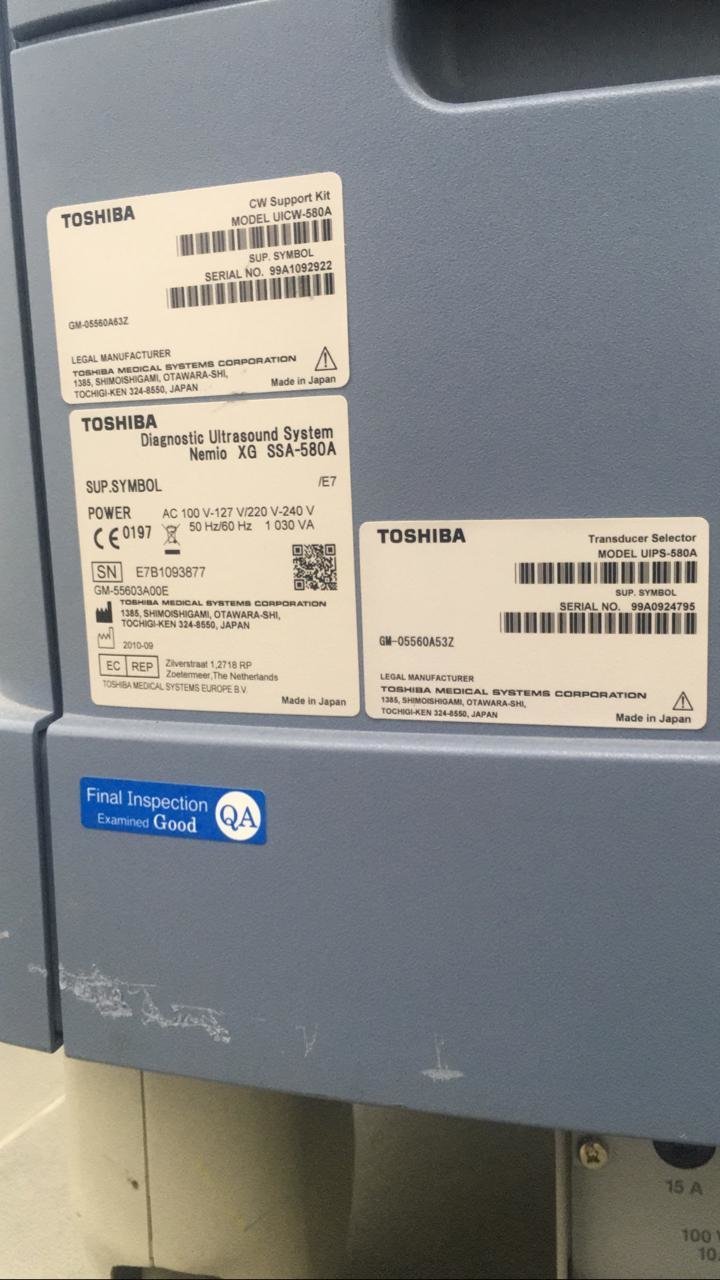 TOSHIBA
CW Support Kit
MODEL UICW-580A
SUP. SYMBOL
SERIAL NO. 99A1092922
GM-05560A63Z
LEGAL MANUFACTURER
TOSHIBA MEDICAL SYSTEMS CORPORATION
1385, SHIMOISHIGAMI, OTAWARA-SHI,
TOCHIGI-KEN 324-8550, JAPAN
Made in Japan
TOSHIBA
Diagnostic Ultrasound System
Nemio XG SSA-580A
SUP.SYMBOL /E7
POWER AC 100 V-127 V/220 V-240 V
50 Hz/60 Hz 1 030 VA
CE 0197
SN E7B1093877
GM-55603A00E
TOSHIBA MEDICAL SYSTEMS CORPORATION
1385, SHIMOISHIGAMI, OTAWARA-SHI,
TOCHIGI-KEN 324-8550, JAPAN
2010-09
EC REP Zilverstraat 1,2718 RP
Zoetermeer,The Netherlands
TOSHIBA MEDICAL SYSTEMS EUROPE B.V.
Made in Japan
TOSHIBA
Transducer Selector
MODEL UIPS-580A
SUP. SYMBOL
SERIAL NO. 99A0924795
GM-05560A53Z
LEGAL MANUFACTURER
TOSHIBA MEDICAL SYSTEMS CORPORATION
1385, SHIMOISHIGAMI, OTAWARA-SHI,
TOCHIGI-KEN 324-8550, JAPAN
Made in Japan
Final Inspection
Examined Good
QA
15 A
100
10